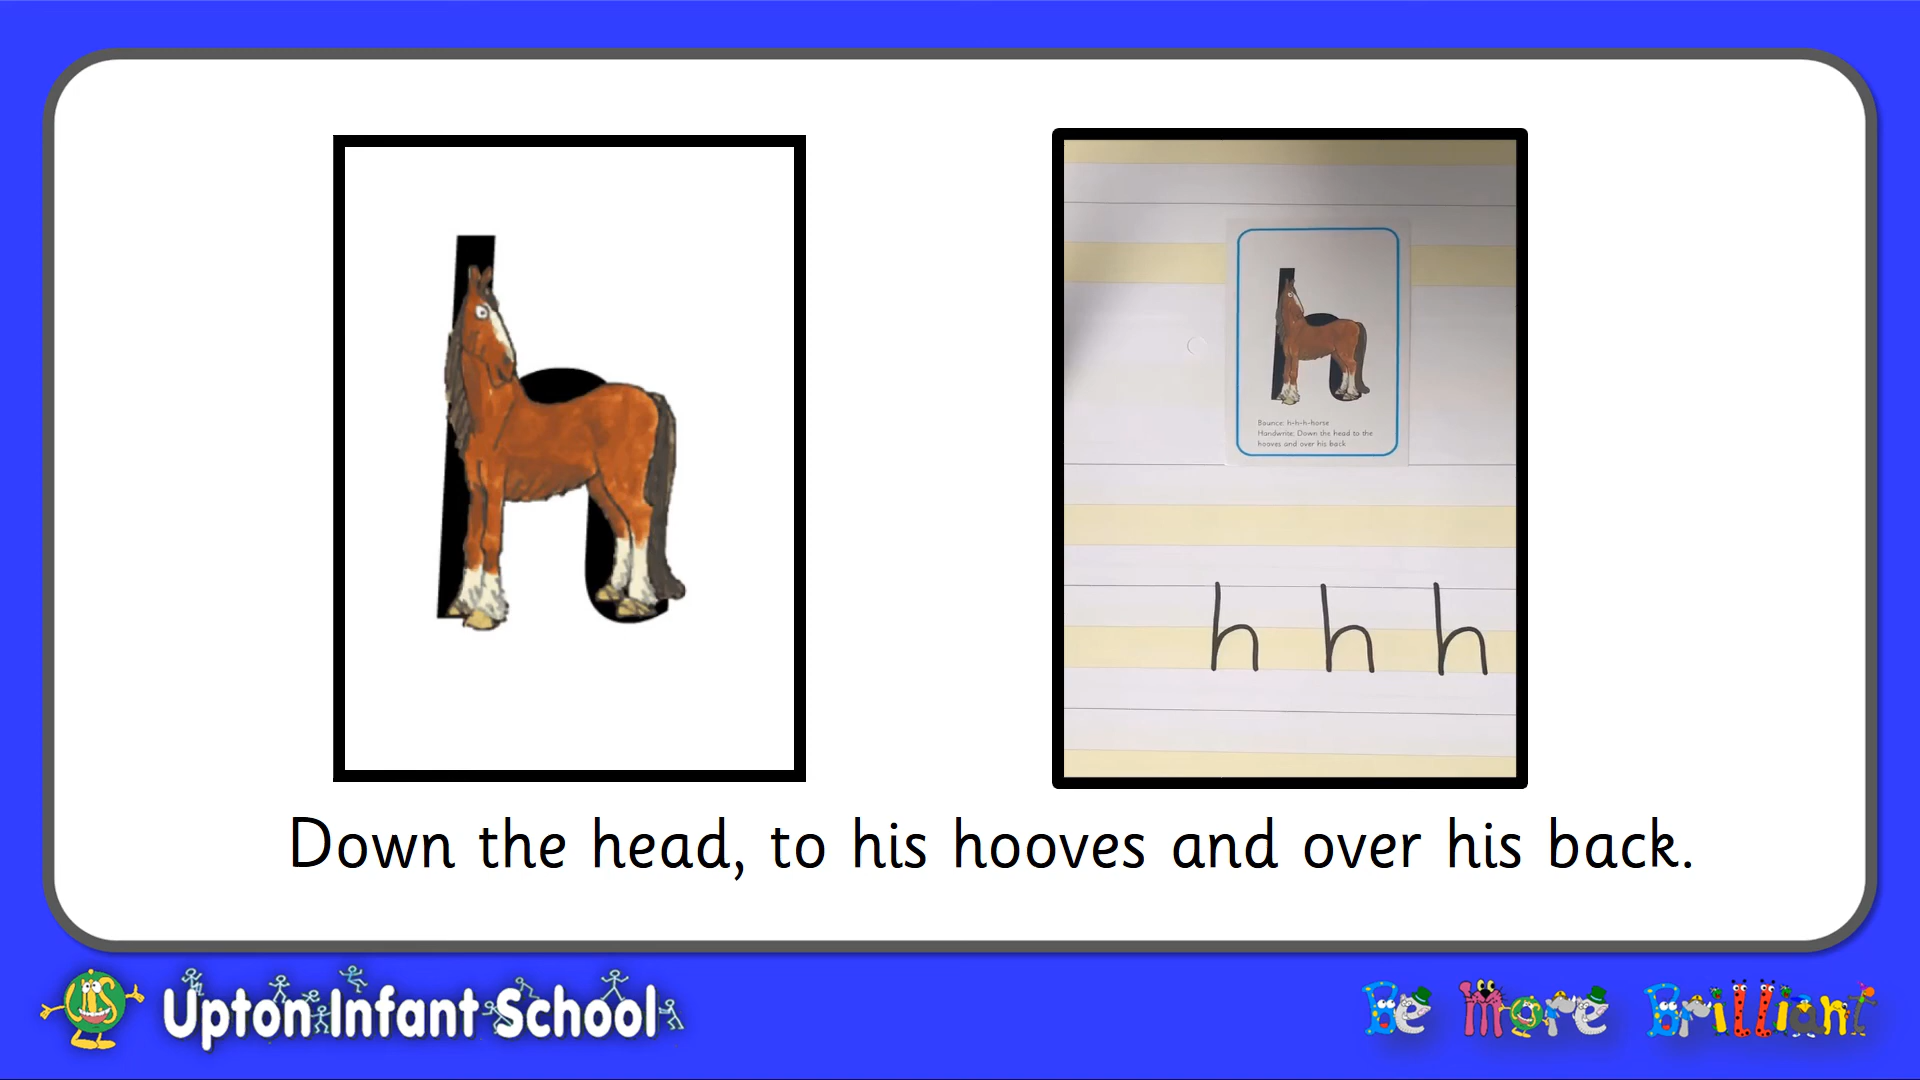 h
Bounce: h-h-h-horse
Handwrite: Down the head to the
hooves and over his back
h h h
Down the head, to his hooves and over his back.
UIS Upton Infant School
Be More Brilliant